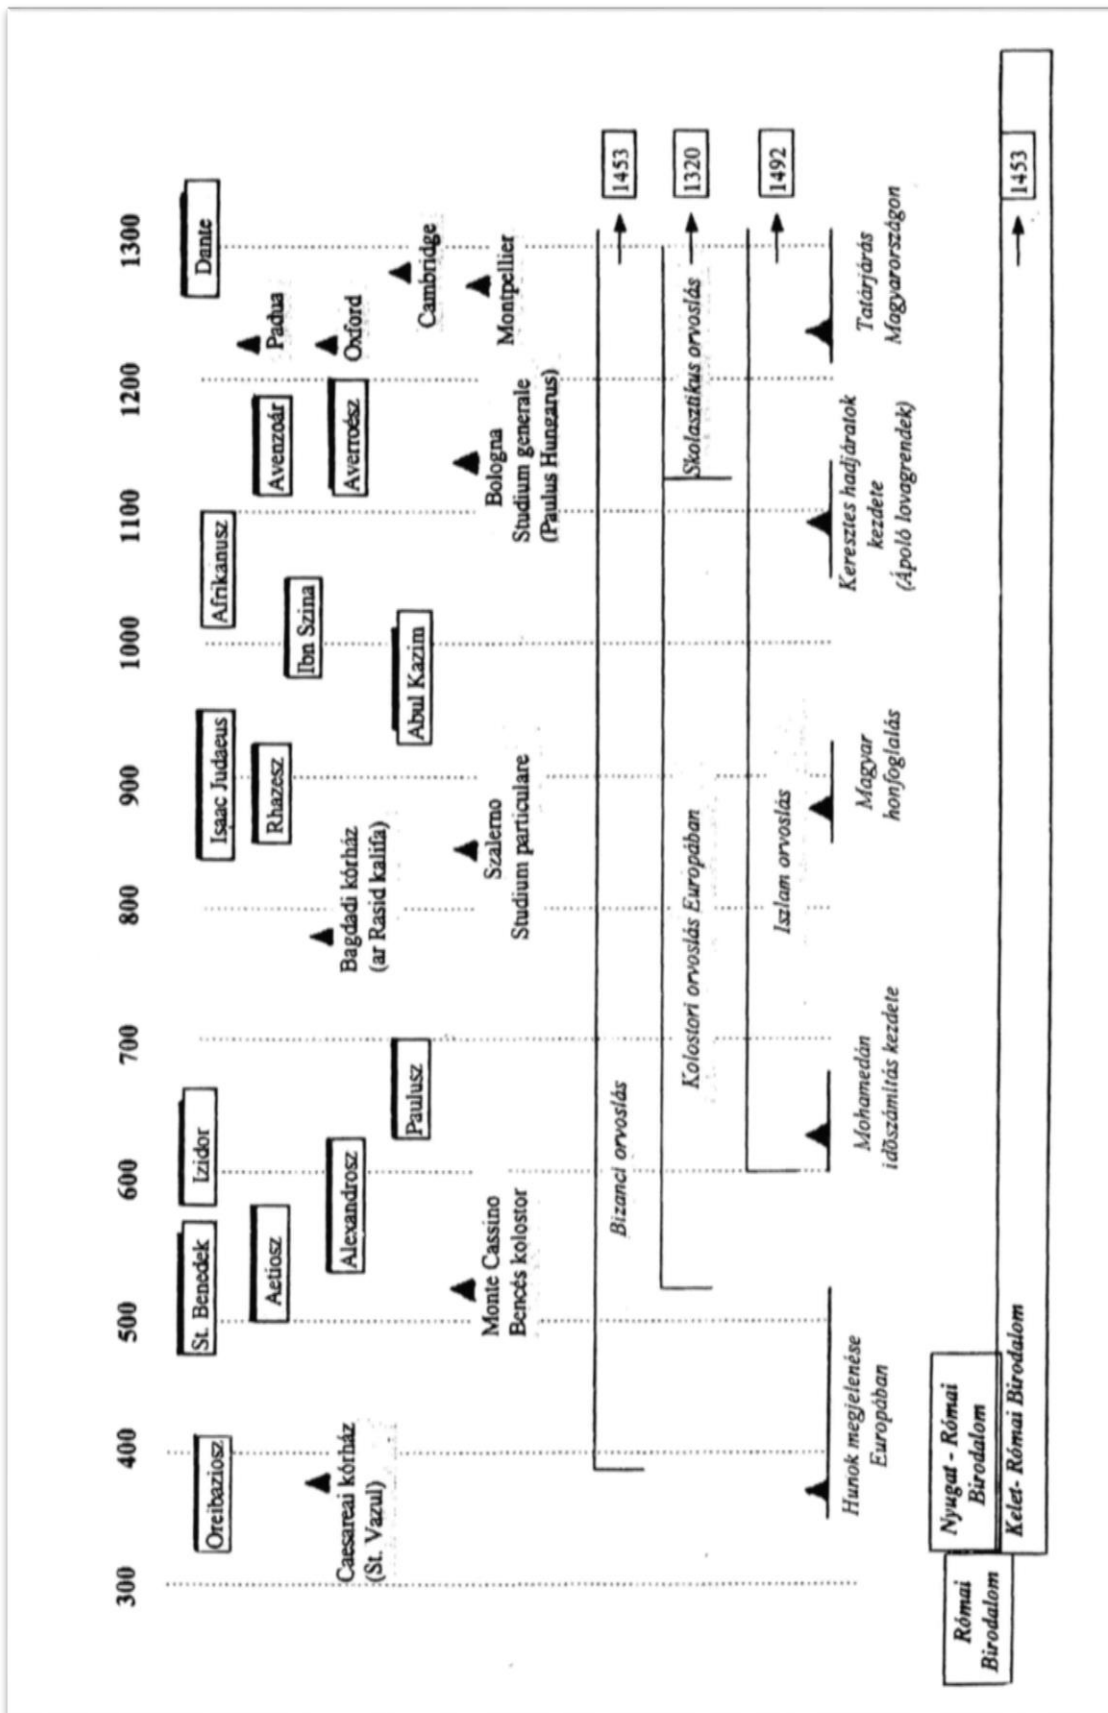 300 400 500 600 700 800 900 1000 1100 1200 1300
St. Benedek
Izidor
Dante
Oreibaziosz
Isaac Judaeus
Afrikanusz
Aetiosz
Rhazesz
Avenzoár
Padua
Ibn Szina
Caesareai kórház
(St. Vazul)
Alexandrosz
Bagdadi kórház
(ar Rasid kalifa)
Averroész
Oxford
Paulusz
Abul Kazim
Cambridge
Monte Cassino
Bencés kolostor
Szalerno
Studium particulare
Bologna
Studium generale
(Paulus Hungarus)
Montpellier
Bizanci orvoslás
1453
Kolostori orvoslás Európában
Skolasztikus orvoslás
1320
Iszlam orvoslás
1492
Hunok megjelenése
Európában
Mohamedán
időszámítás kezdete
Magyar
honfoglalás
Keresztes hadjáratok
kezdete
(Ápoló lovagrendek)
Tatárjárás
Magyarországon
Római
Birodalom
Nyugat - Római
Birodalom
Kelet- Római Birodalom
1453